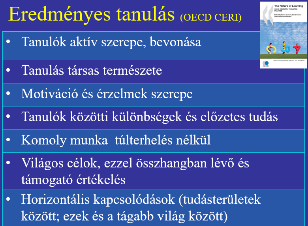 Eredményes tanulás (OECD CERI)
• Tanulók aktív szerepe, bevonása
• Tanulás társas természete
• Motiváció és érzelmek szerepe
• Tanulók közötti különbségek és előzetes tudás
• Komoly munka túlterhelés nélkül
• Világos célok, ezzel összhangban lévő és
támogató értékelés
• Horizontális kapcsolódások (tudásterületek
között; ezek és a tágabb világ között)